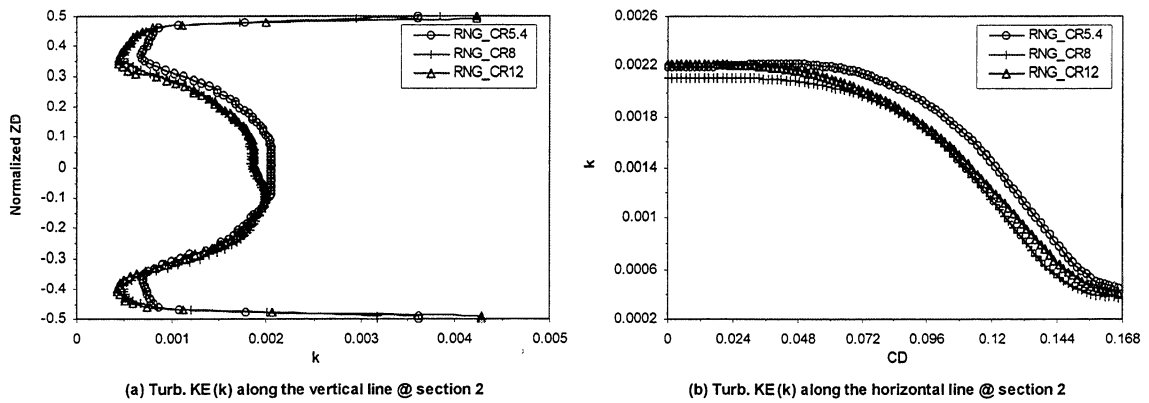 0.5
0.4
0.3
0.2
0.1
0
-0.1
-0.2
-0.3
-0.4
-0.5
Normalized ZD
RNG_CR5.4
RNG_CR8
RNG_CR12
0 0.001 0.002 0.003 0.004 0.005
k
(a) Turb. KE (k) along the vertical line @ section 2
0.0026
0.0022
0.0018
0.0014
0.001
0.0006
0.0002
k
RNG_CR5.4
RNG_CR8
RNG_CR12
0 0.024 0.048 0.072 0.096 0.12 0.144 0.168
CD
(b) Turb. KE (k) along the horizontal line @ section 2